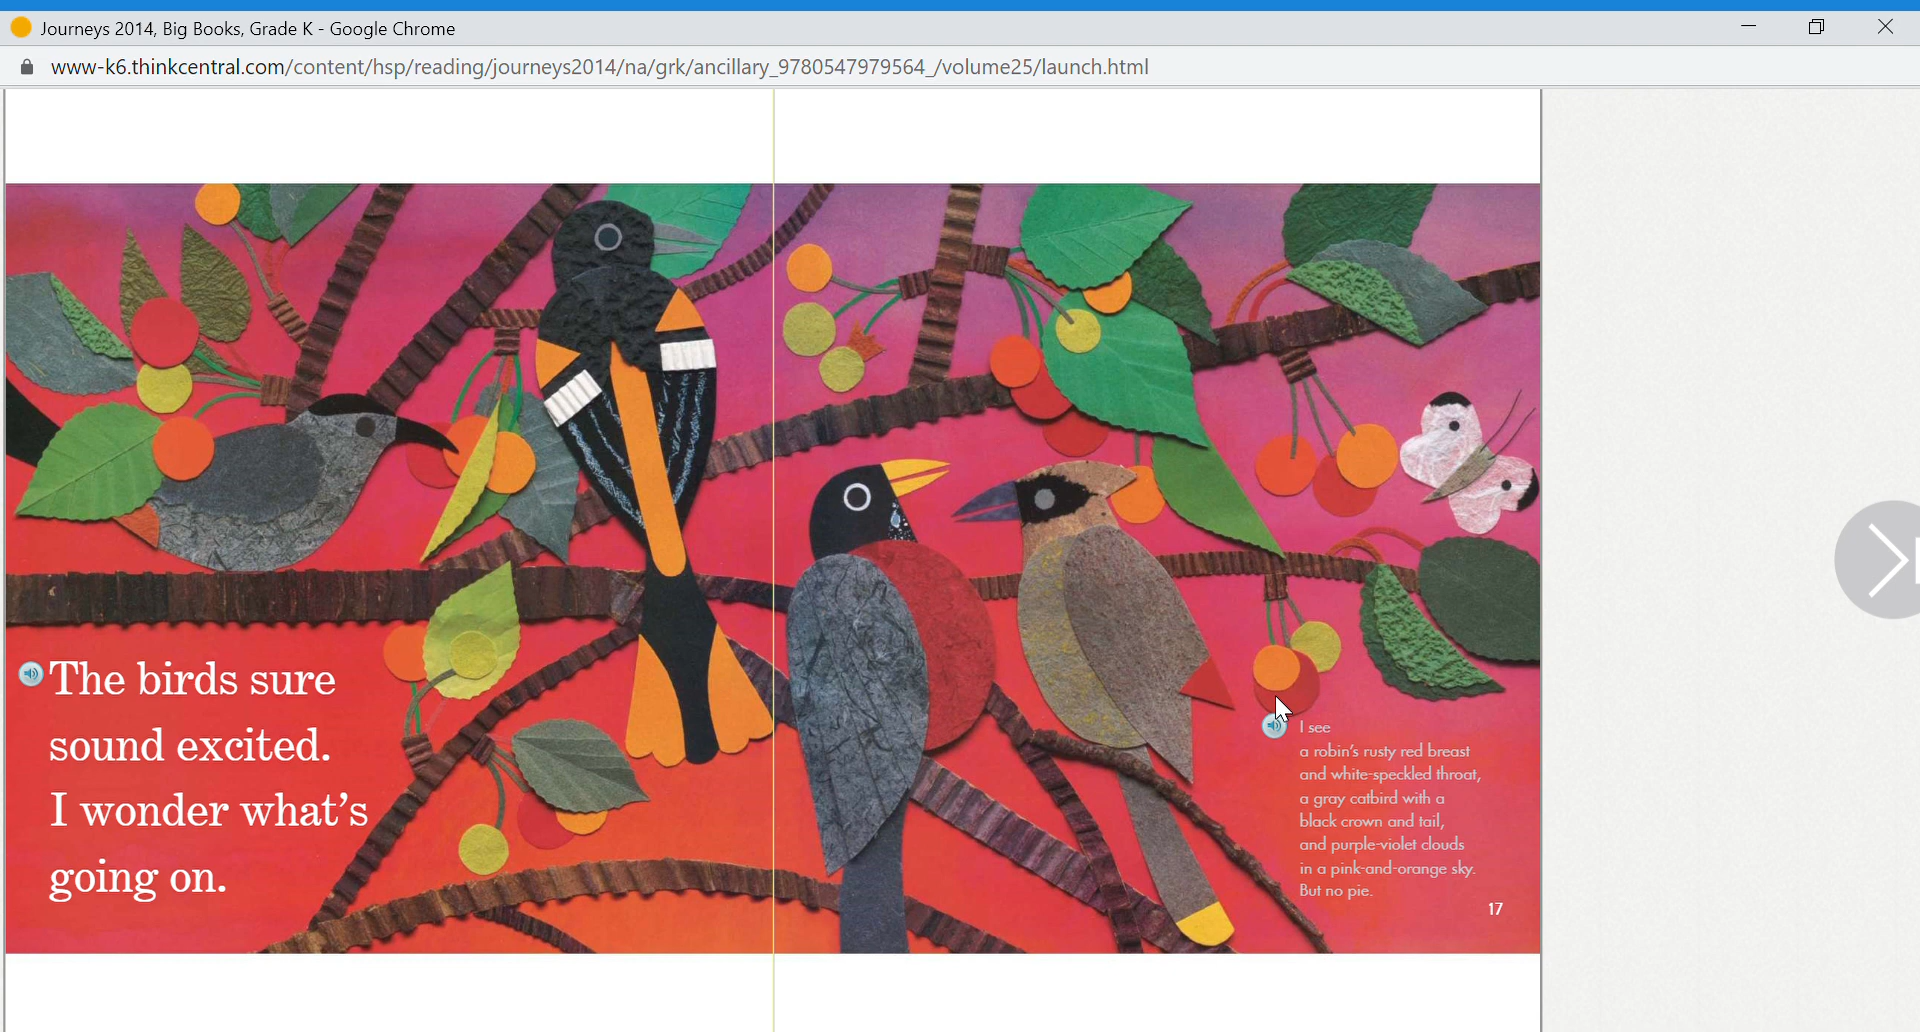 Journeys 2014, Big Books, Grade K - Google Chrome
www-k6.thinkcentral.com/content/hsp/reading/journeys2014/na/grk/ancillary_9780547979564_/volume25/launch.html
The birds sure
sound excited.
I wonder what's
going on.
I see
a robin's rusty red breast
and white-speckled throat,
a gray catbird with a
black crown and tail,
and purple-violet clouds
in a pink-and-orange sky.
But no pie.
17